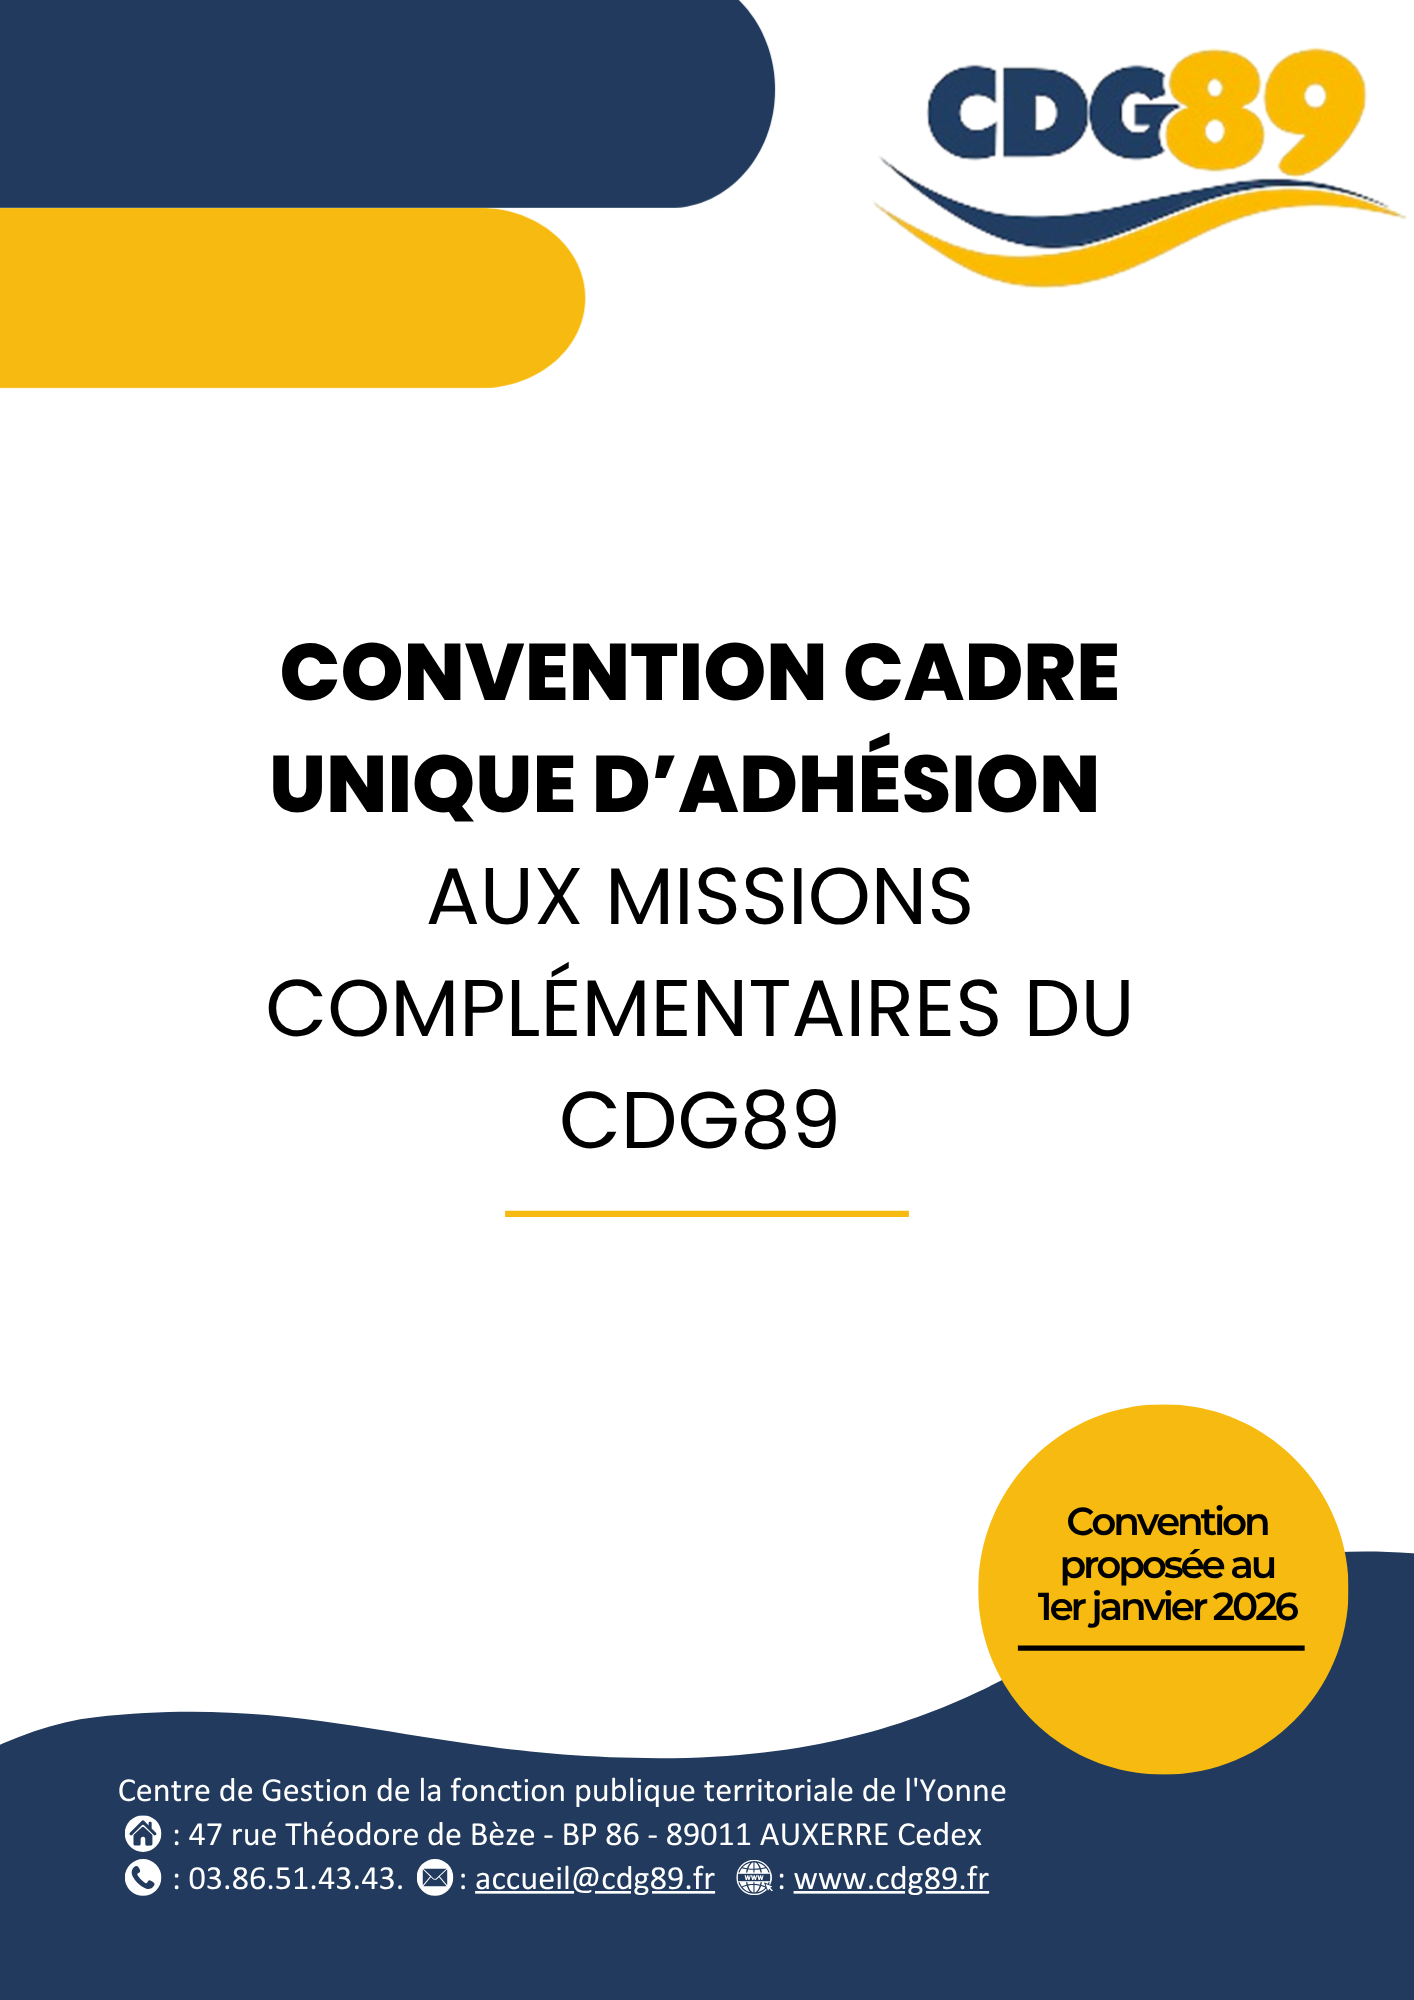 CDG89
CONVENTION CADRE
UNIQUE D’ADHÉSION
AUX MISSIONS
COMPLÉMENTAIRES DU
CDG89
Convention
proposée au
1er janvier 2026
Centre de Gestion de la fonction publique territoriale de l'Yonne
: 47 rue Théodore de Bèze - BP 86 - 89011 AUXERRE Cedex
: 03.86.51.43.43. : accueil@cdg89.fr www : www.cdg89.fr